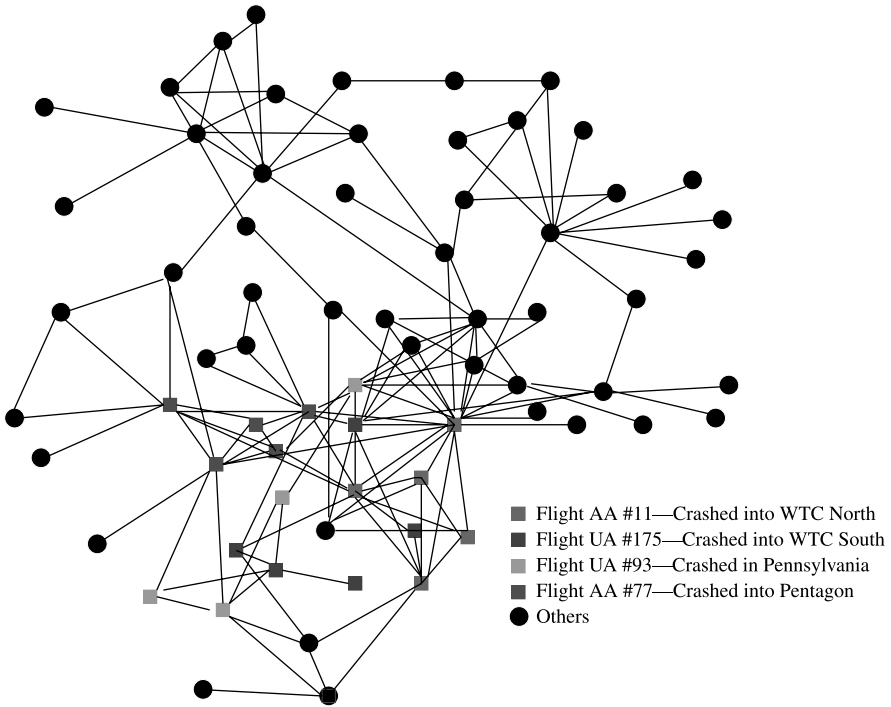 Flight AA #11—Crashed into WTC North
Flight UA #175—Crashed into WTC South
Flight UA #93—Crashed in Pennsylvania
Flight AA #77—Crashed into Pentagon
Others